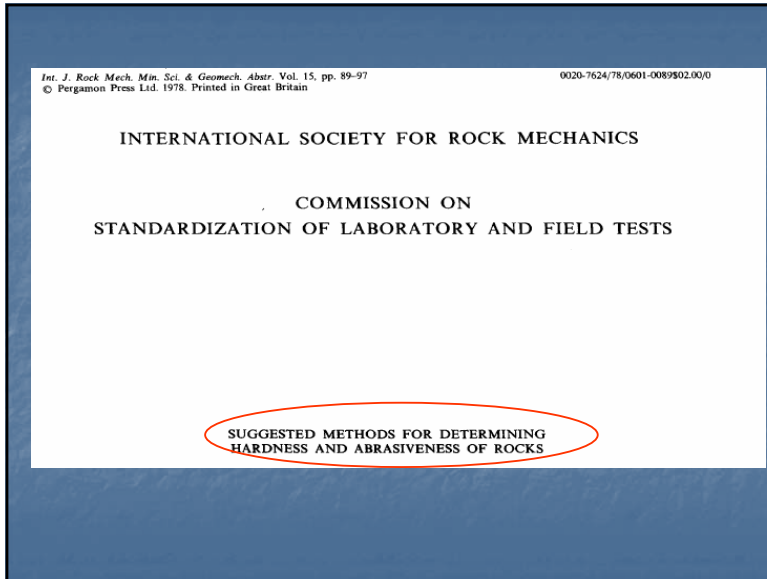 Int. J. Rock Mech. Min. Sci. & Geomech. Abstr. Vol. 15, pp. 89–97
0020-7624/78/0601-0089$02.00/0
© Pergamon Press Ltd. 1978. Printed in Great Britain
INTERNATIONAL SOCIETY FOR ROCK MECHANICS
COMMISSION ON
STANDARDIZATION OF LABORATORY AND FIELD TESTS
SUGGESTED METHODS FOR DETERMINING
HARDNESS AND ABRASIVENESS OF ROCKS